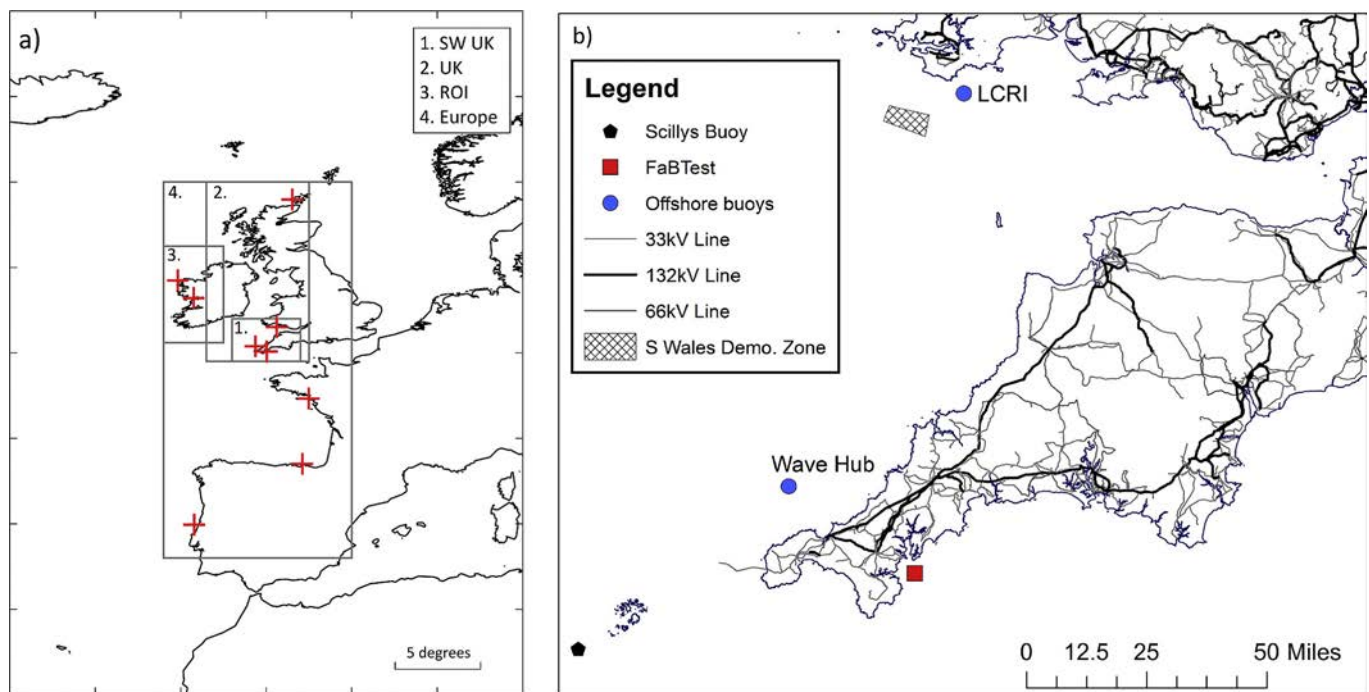 a)
1. SW UK
2. UK
3. ROI
4. Europe
4.
2.
3.
1.
5 degrees
b)
Legend
Scillys Buoy
FaBTest
Offshore buoys
33kV Line
132kV Line
66kV Line
S Wales Demo. Zone
LCRI
Wave Hub
0 12.5 25 50 Miles